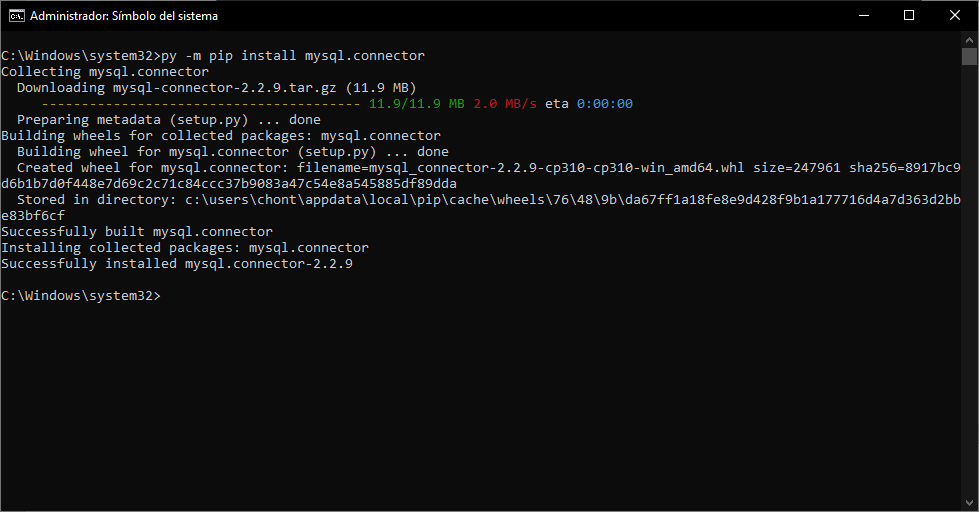 Administrador: Símbolo del sistema
C:\Windows\system32>py -m pip install mysql.connector
Collecting mysql.connector
  Downloading mysql-connector-2.2.9.tar.gz (11.9 MB)
     ---------------------------------------- 11.9/11.9 MB 2.0 MB/s eta 0:00:00
  Preparing metadata (setup.py) ... done
Building wheels for collected packages: mysql.connector
  Building wheel for mysql.connector (setup.py) ... done
  Created wheel for mysql.connector: filename=mysql_connector-2.2.9-cp310-cp310-win_amd64.whl size=247961 sha256=8917bc9
d6b1b7d0f448e7d69c2c71c84ccc37b9083a47c54e8a545885df89dda
  Stored in directory: c:\users\chont\appdata\local\pip\cache\wheels\76\48\9b\da67ff1a18fe8e9d428f9b1a177716d4a7d363d2bb
e83bf6cf
Successfully built mysql.connector
Installing collected packages: mysql.connector
Successfully installed mysql.connector-2.2.9
C:\Windows\system32>